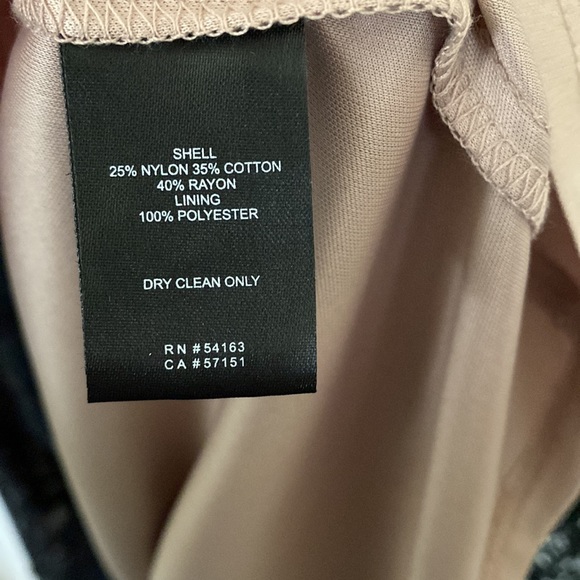 SHELL
25% NYLON 35% COTTON
40% RAYON
LINING
100% POLYESTER
DRY CLEAN ONLY
RN #54163
CA #57151